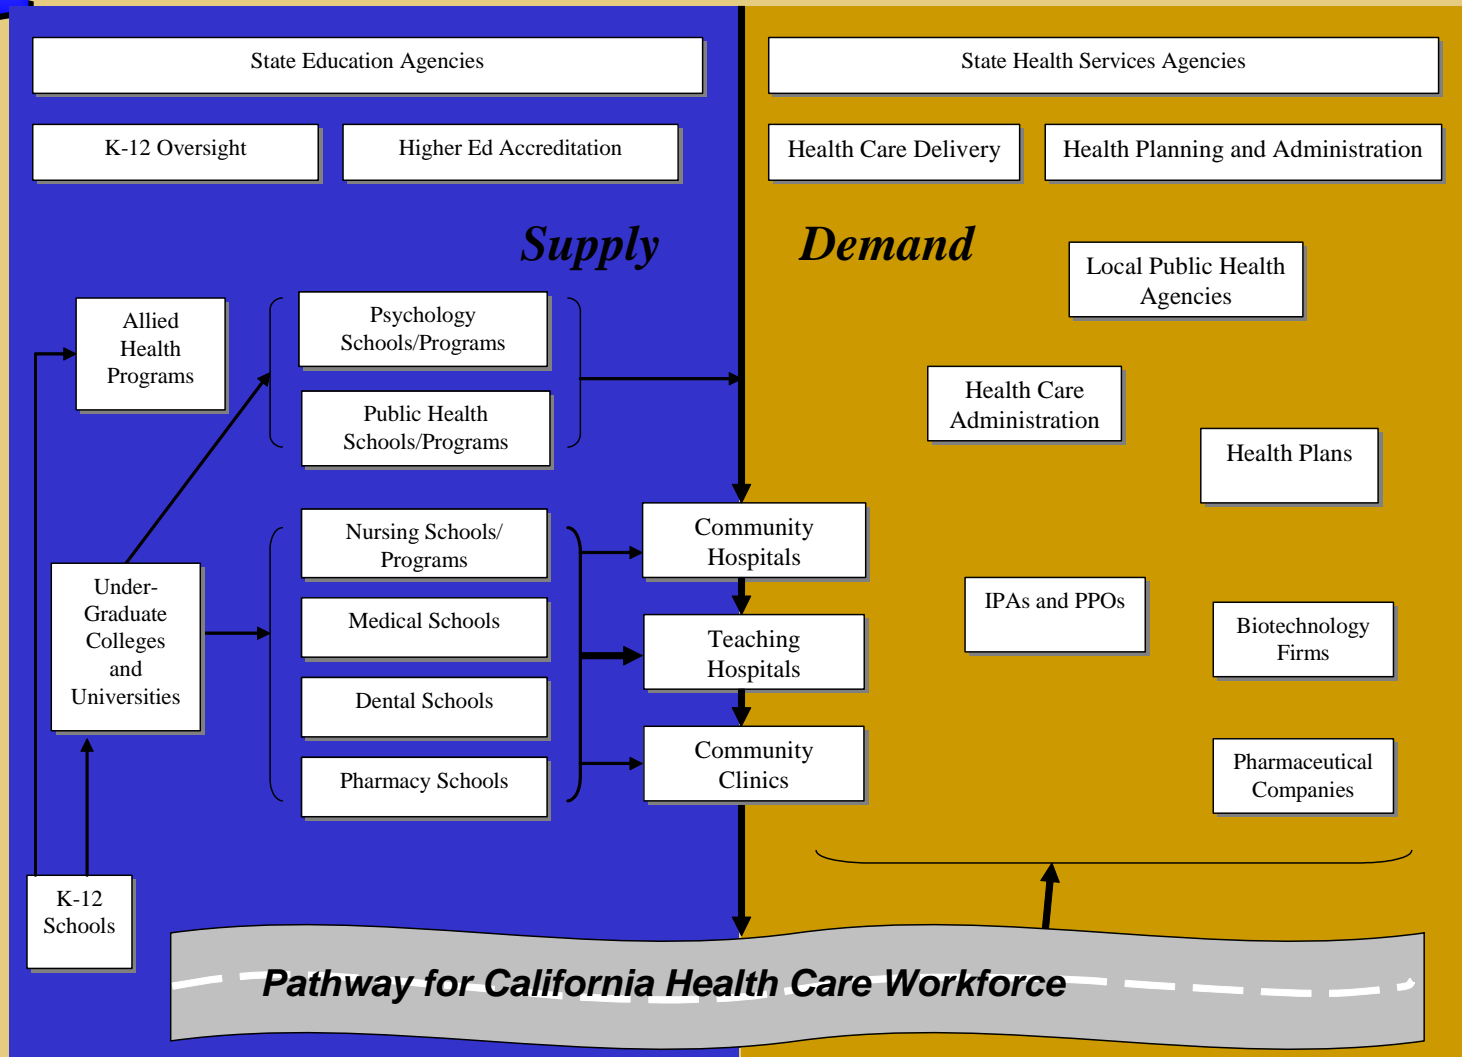 State Education Agencies
State Health Services Agencies
K-12 Oversight
Higher Ed Accreditation
Health Care Delivery
Health Planning and Administration
Supply
Demand
Local Public Health
Agencies
Allied
Health
Programs
Psychology
Schools/Programs
Public Health
Schools/Programs
Health Care
Administration
Health Plans
Nursing Schools/
Programs
Medical Schools
Dental Schools
Pharmacy Schools
Community
Hospitals
Teaching
Hospitals
Community
Clinics
Under-
Graduate
Colleges
and
Universities
IPAs and PPOs
Biotechnology
Firms
Pharmaceutical
Companies
K-12
Schools
Pathway for California Health Care Workforce